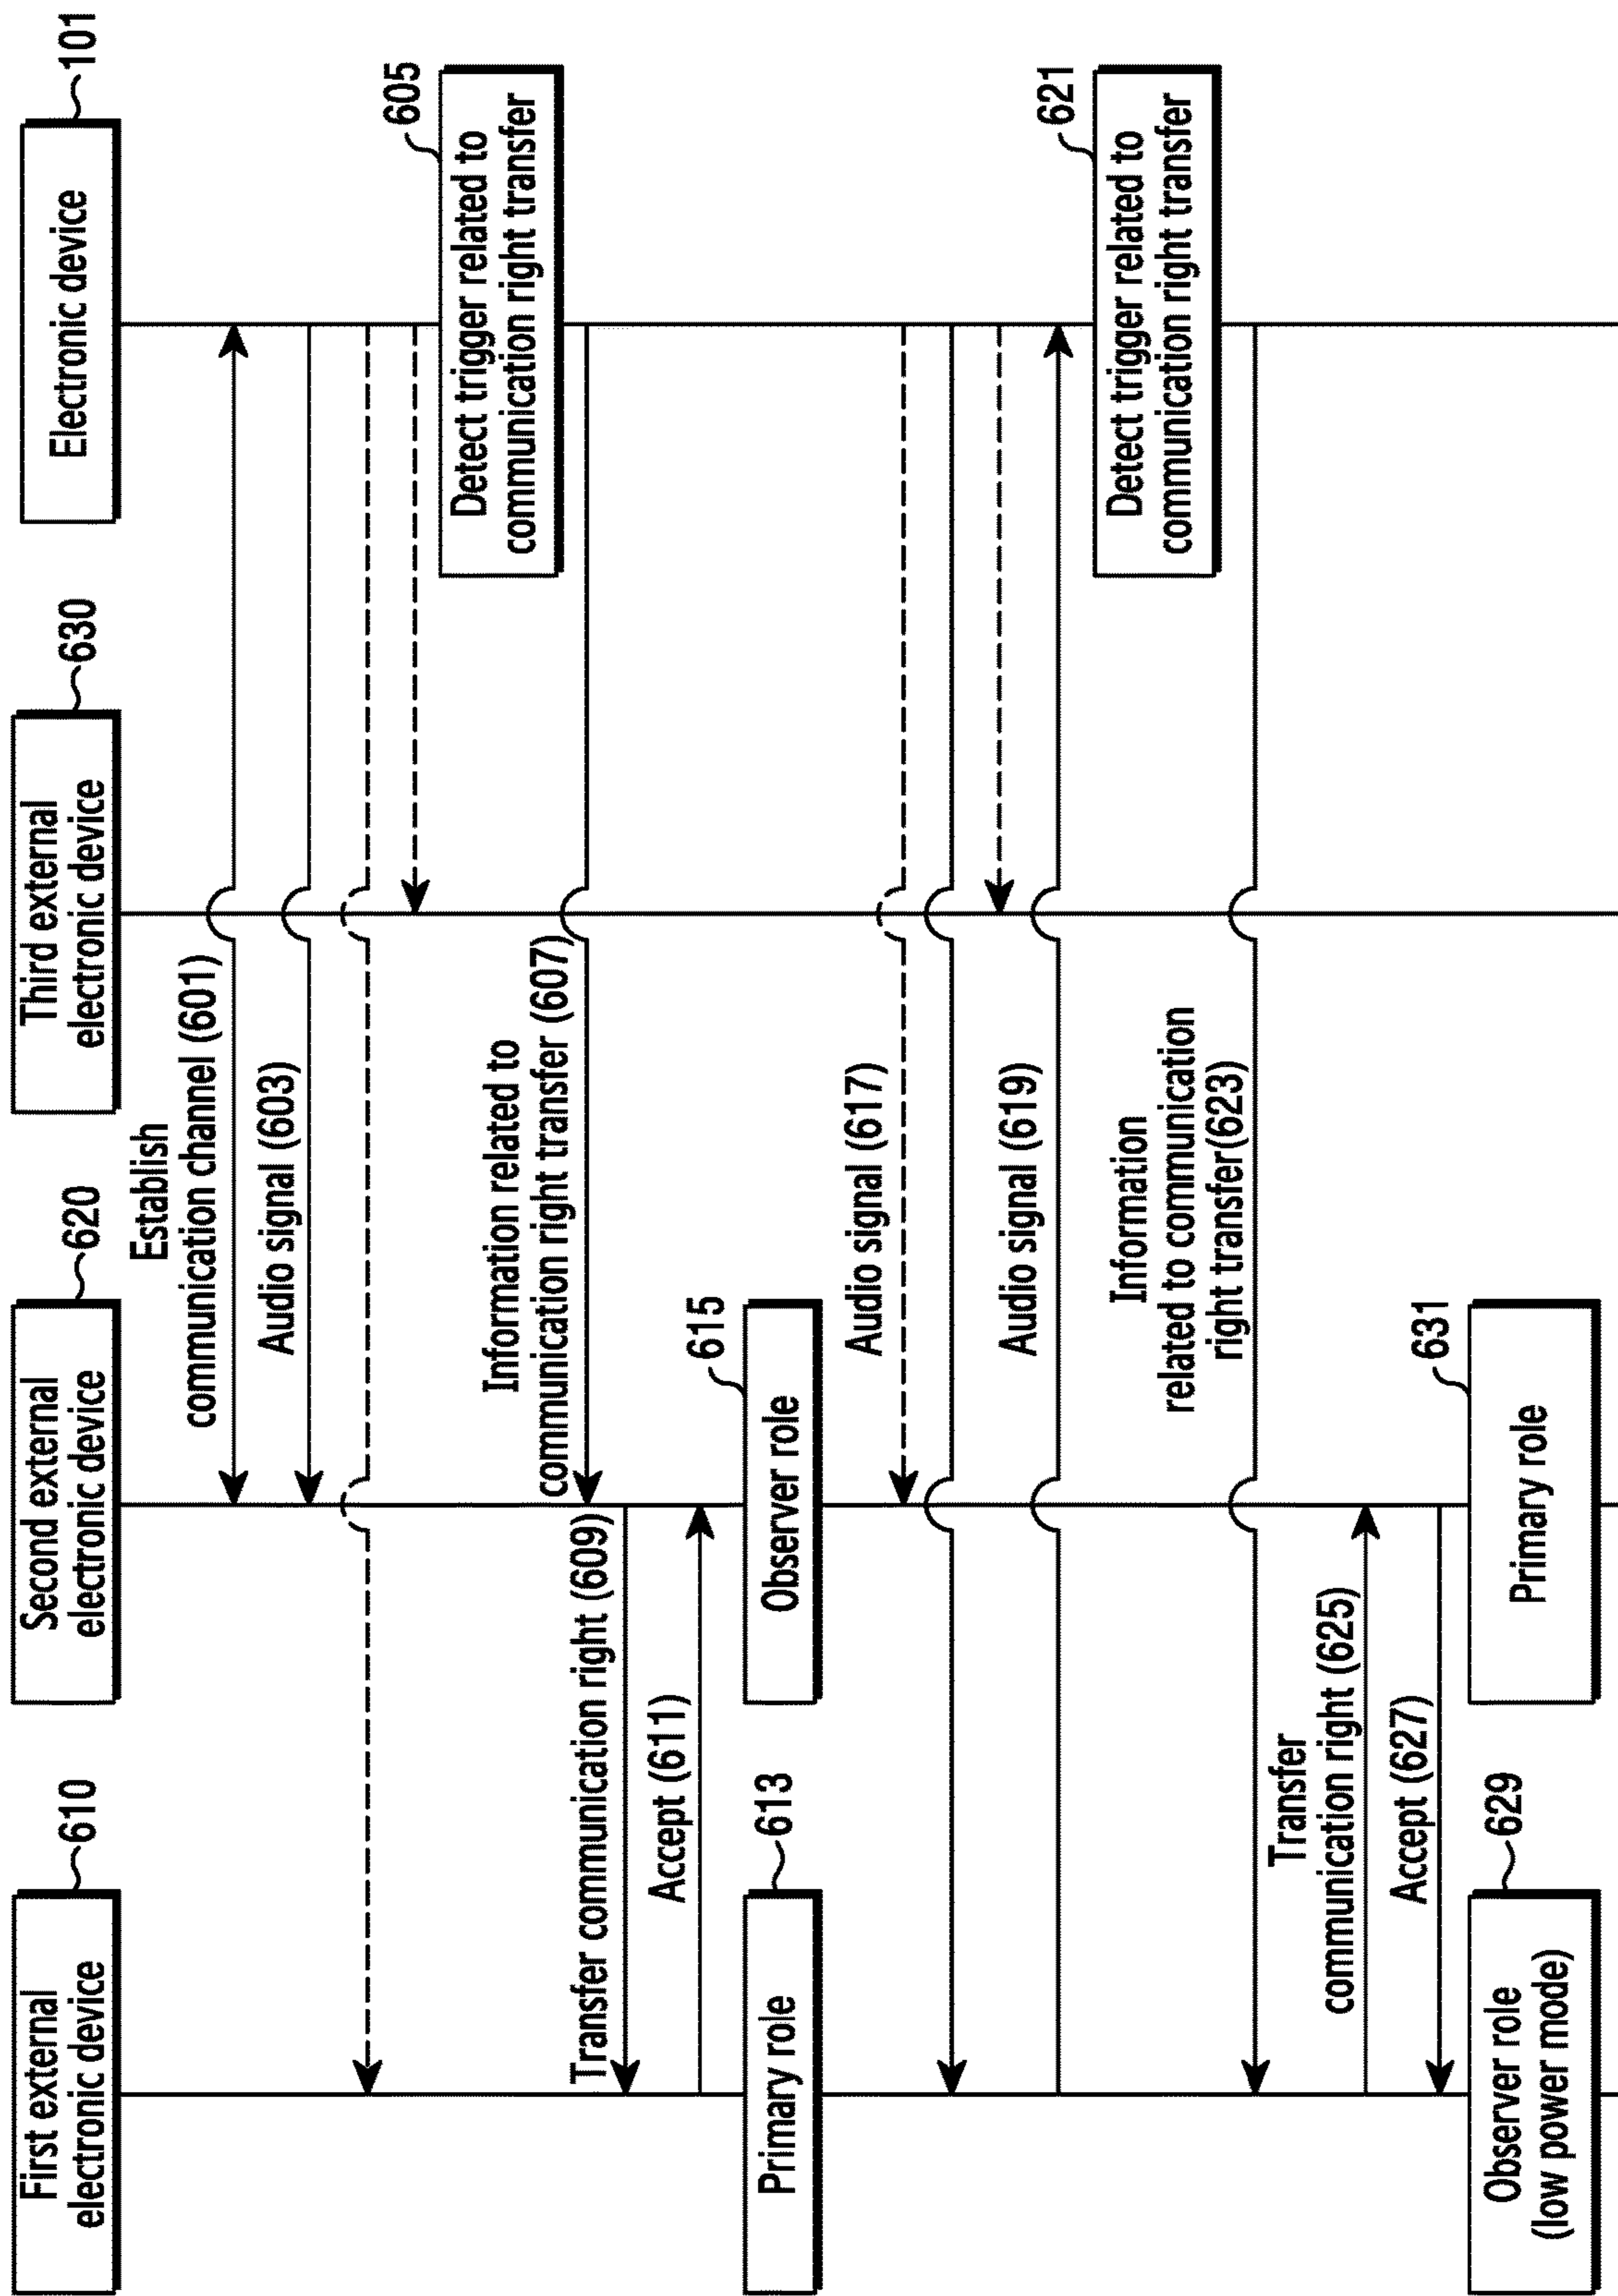 First external
electronic device
610
Second external
electronic device
620
Third external
electronic device
630
Electronic device
101
Establish
communication channel (601)
Audio signal (603)
605
Detect trigger related to
communication right transfer
Information related to
communication right transfer (607)
Transfer communication right (609)
Accept (611)
Primary role
613
Observer role
615
Audio signal (617)
Audio signal (619)
621
Detect trigger related to
communication right transfer
Information
related to communication
right transfer(623)
Transfer
communication right (625)
Accept (627)
Observer role
(low power mode)
629
Primary role
631